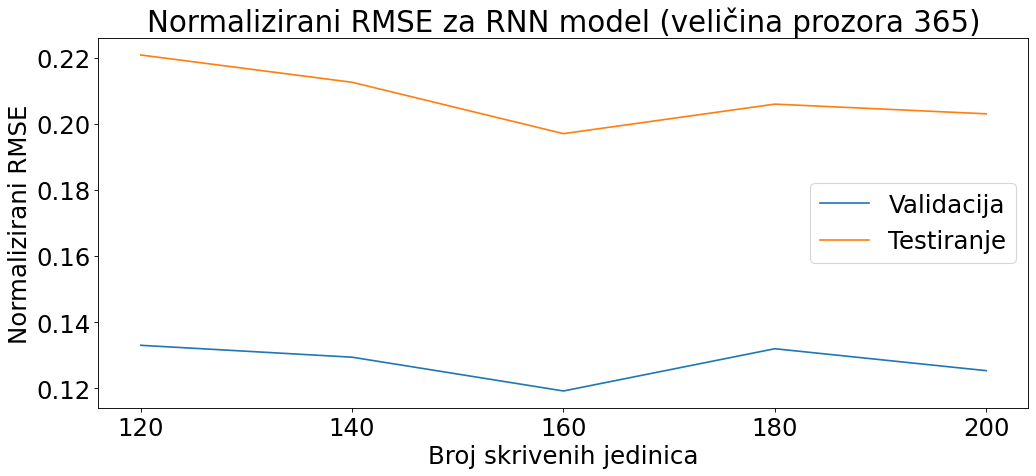 Normalizirani RMSE za RNN model (veličina prozora 365)
Normalizirani RMSE
0.22
0.20
0.18
0.16
0.14
0.12
Validacija
Testiranje
120 140 160 180 200
Broj skrivenih jedinica